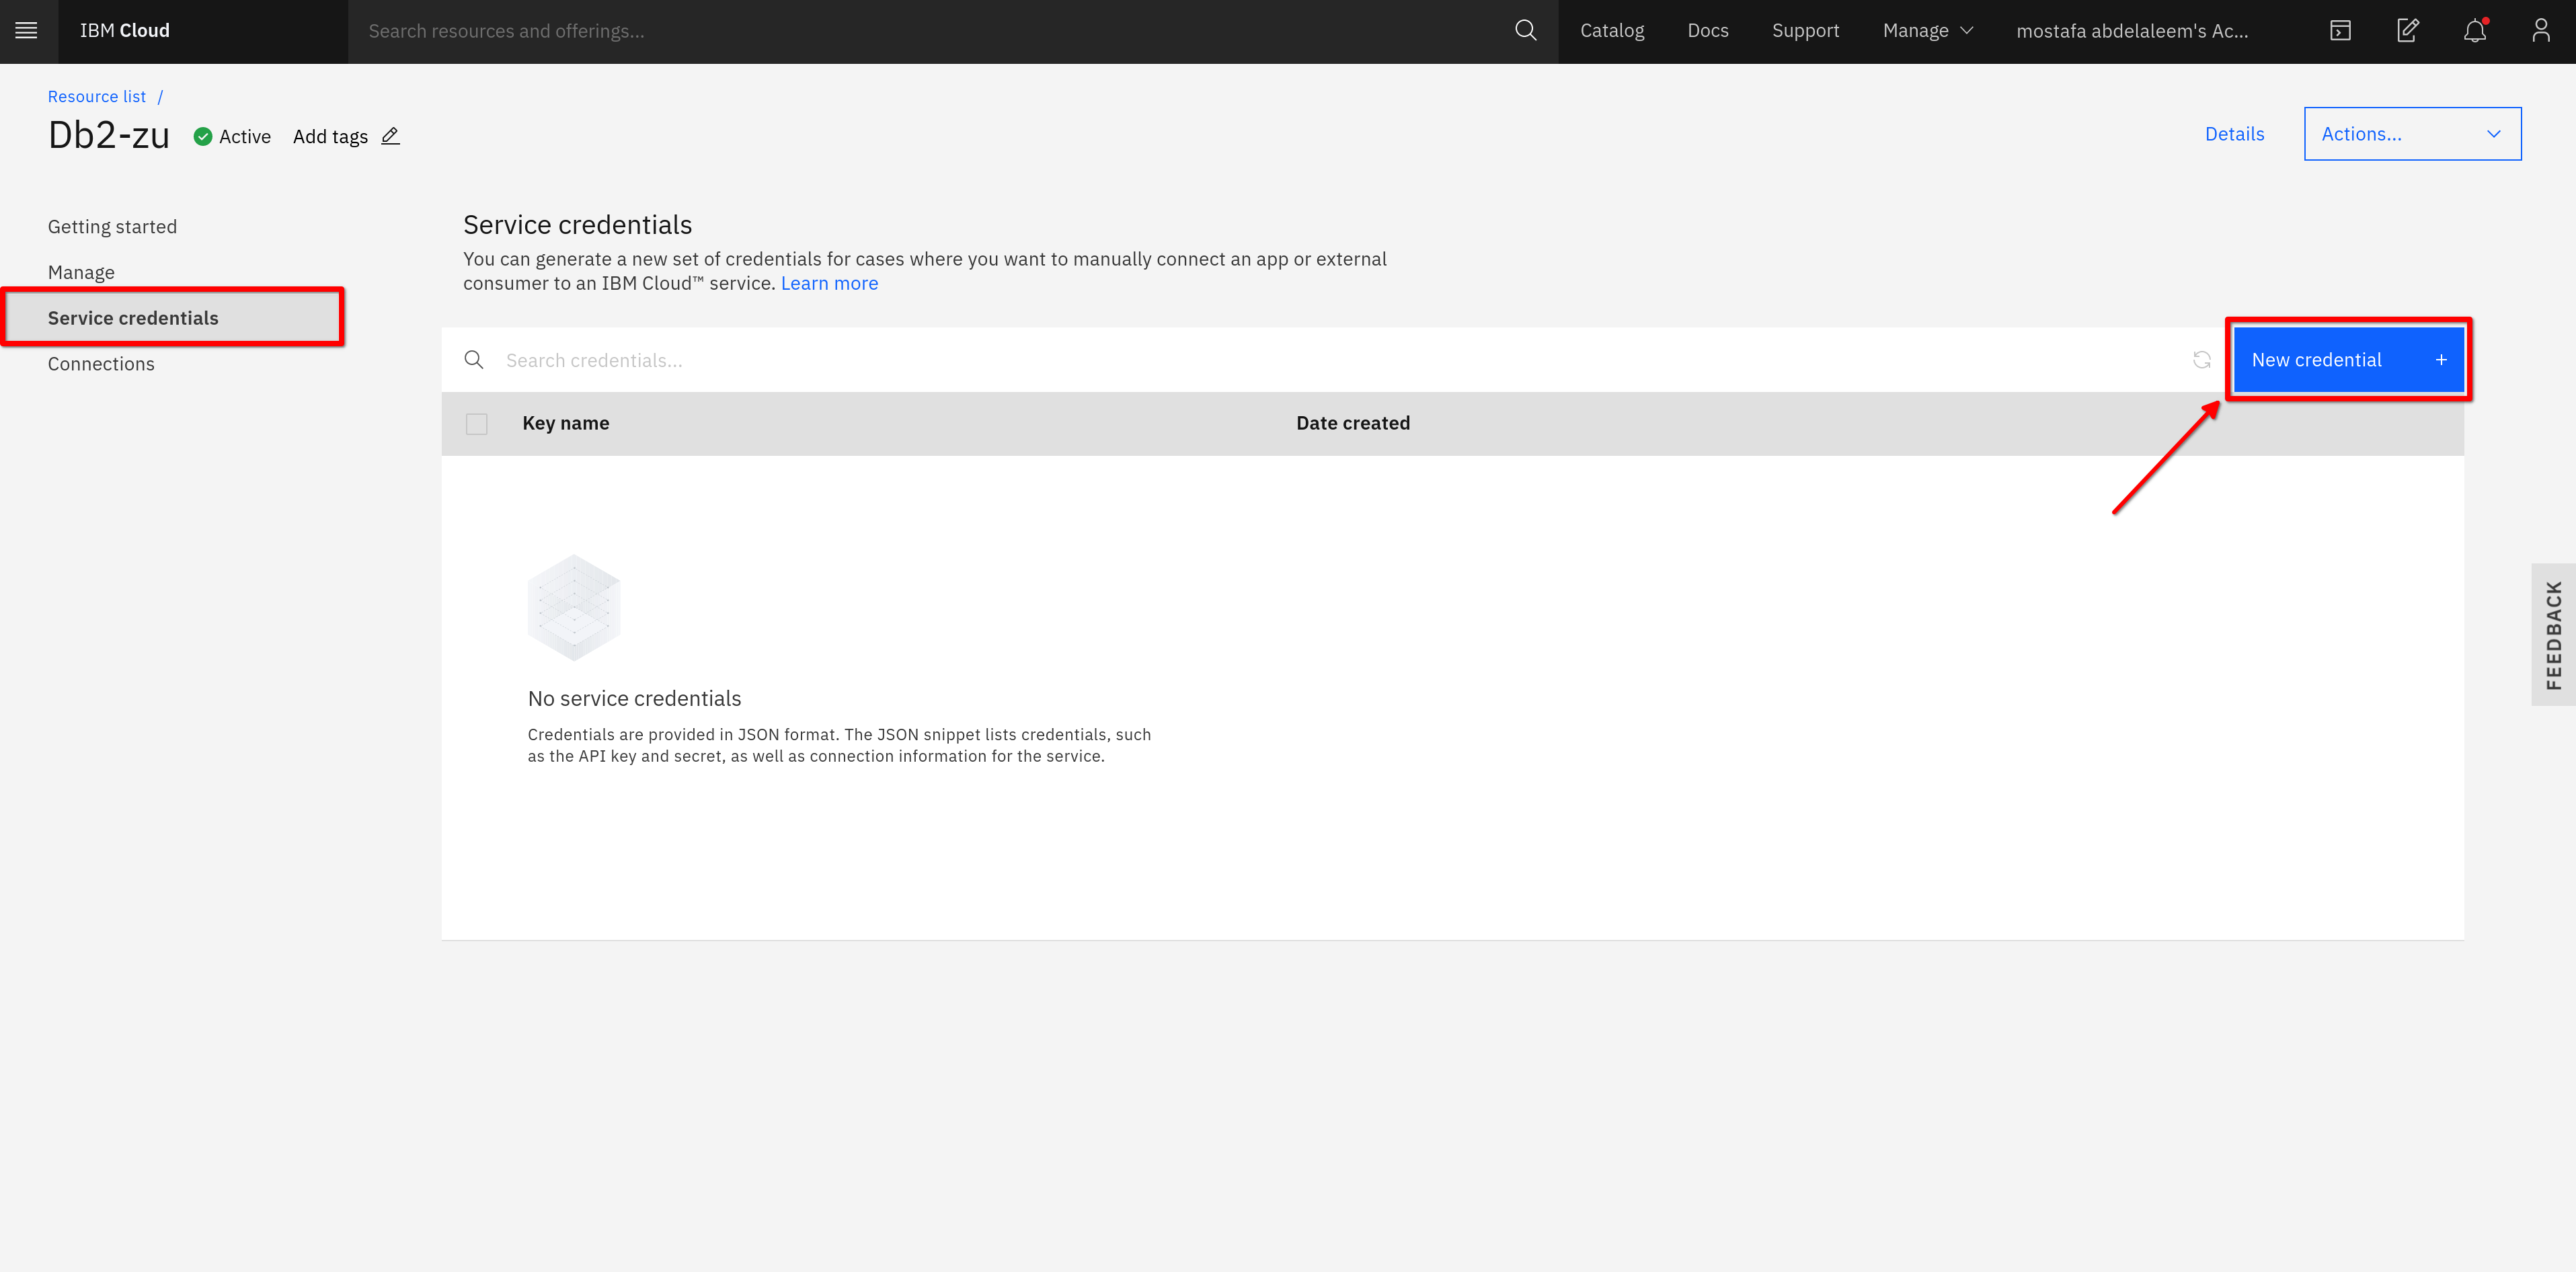 IBM Cloud
Search resources and offerings...
Catalog
Docs
Support
Manage
mostafa abdelaleem's Ac...
Resource list /
Db2-zu
Active
Add tags
Details
Actions...
Getting started
Manage
Service credentials
Connections
Service credentials
You can generate a new set of credentials for cases where you want to manually connect an app or external
consumer to an IBM Cloud™ service. Learn more
Search credentials...
New credential +
Key name
Date created
No service credentials
Credentials are provided in JSON format. The JSON snippet lists credentials, such
as the API key and secret, as well as connection information for the service.
FEEDBACK